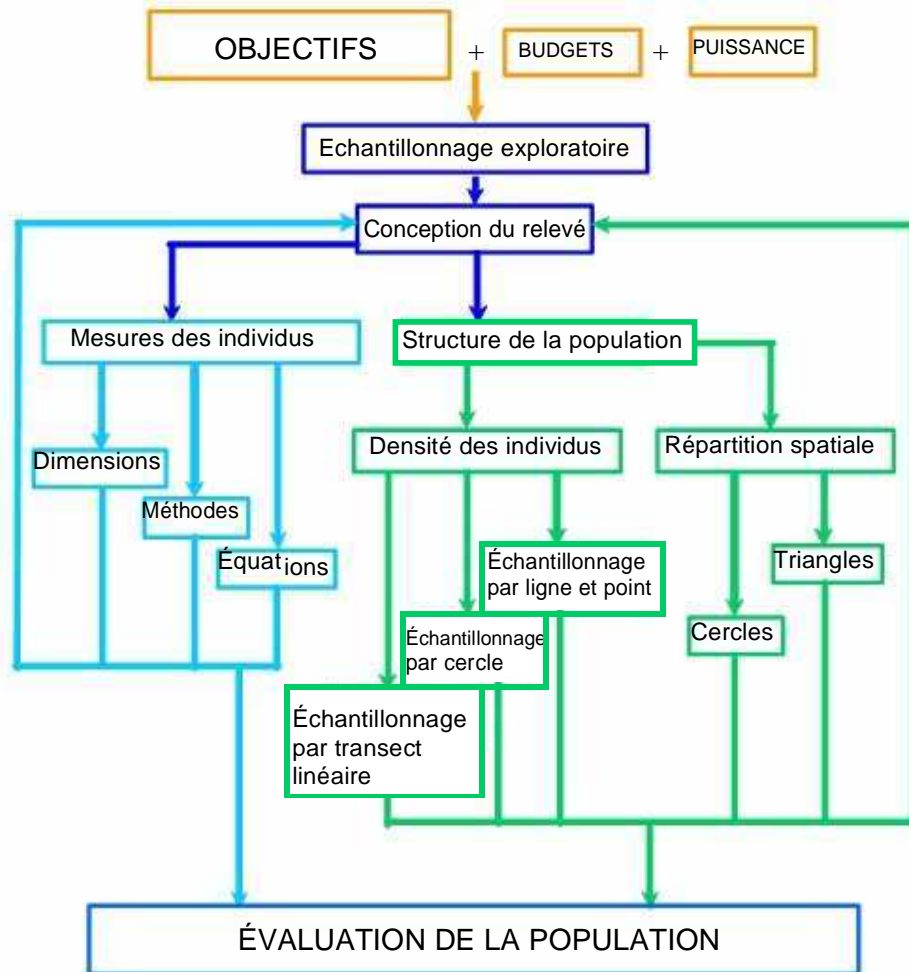 OBJECTIFS + BUDGETS + PUISSANCE
Echantillonnage exploratoire
Conception du relevé
Mesures des individus
Structure de la population
Dimensions
Méthodes
Équations
Densité des individus
Répartition spatiale
Échantillonnage
par ligne et point
Échantillonnage
par cercle
Échantillonnage
par transect
linéaire
Triangles
Cercles
ÉVALUATION DE LA POPULATION